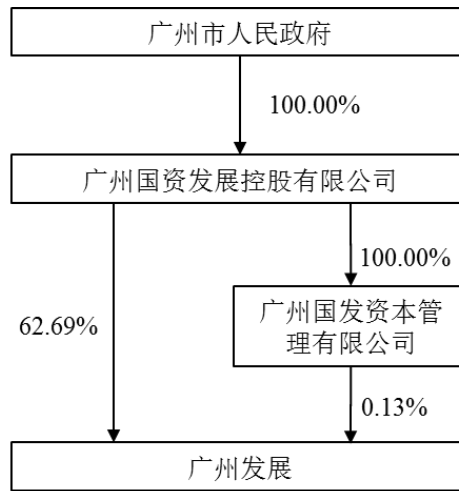 广州市人民政府
100.00%
广州国资发展控股有限公司
100.00%
62.69%
广州国发资本管
理有限公司
0.13%
广州发展